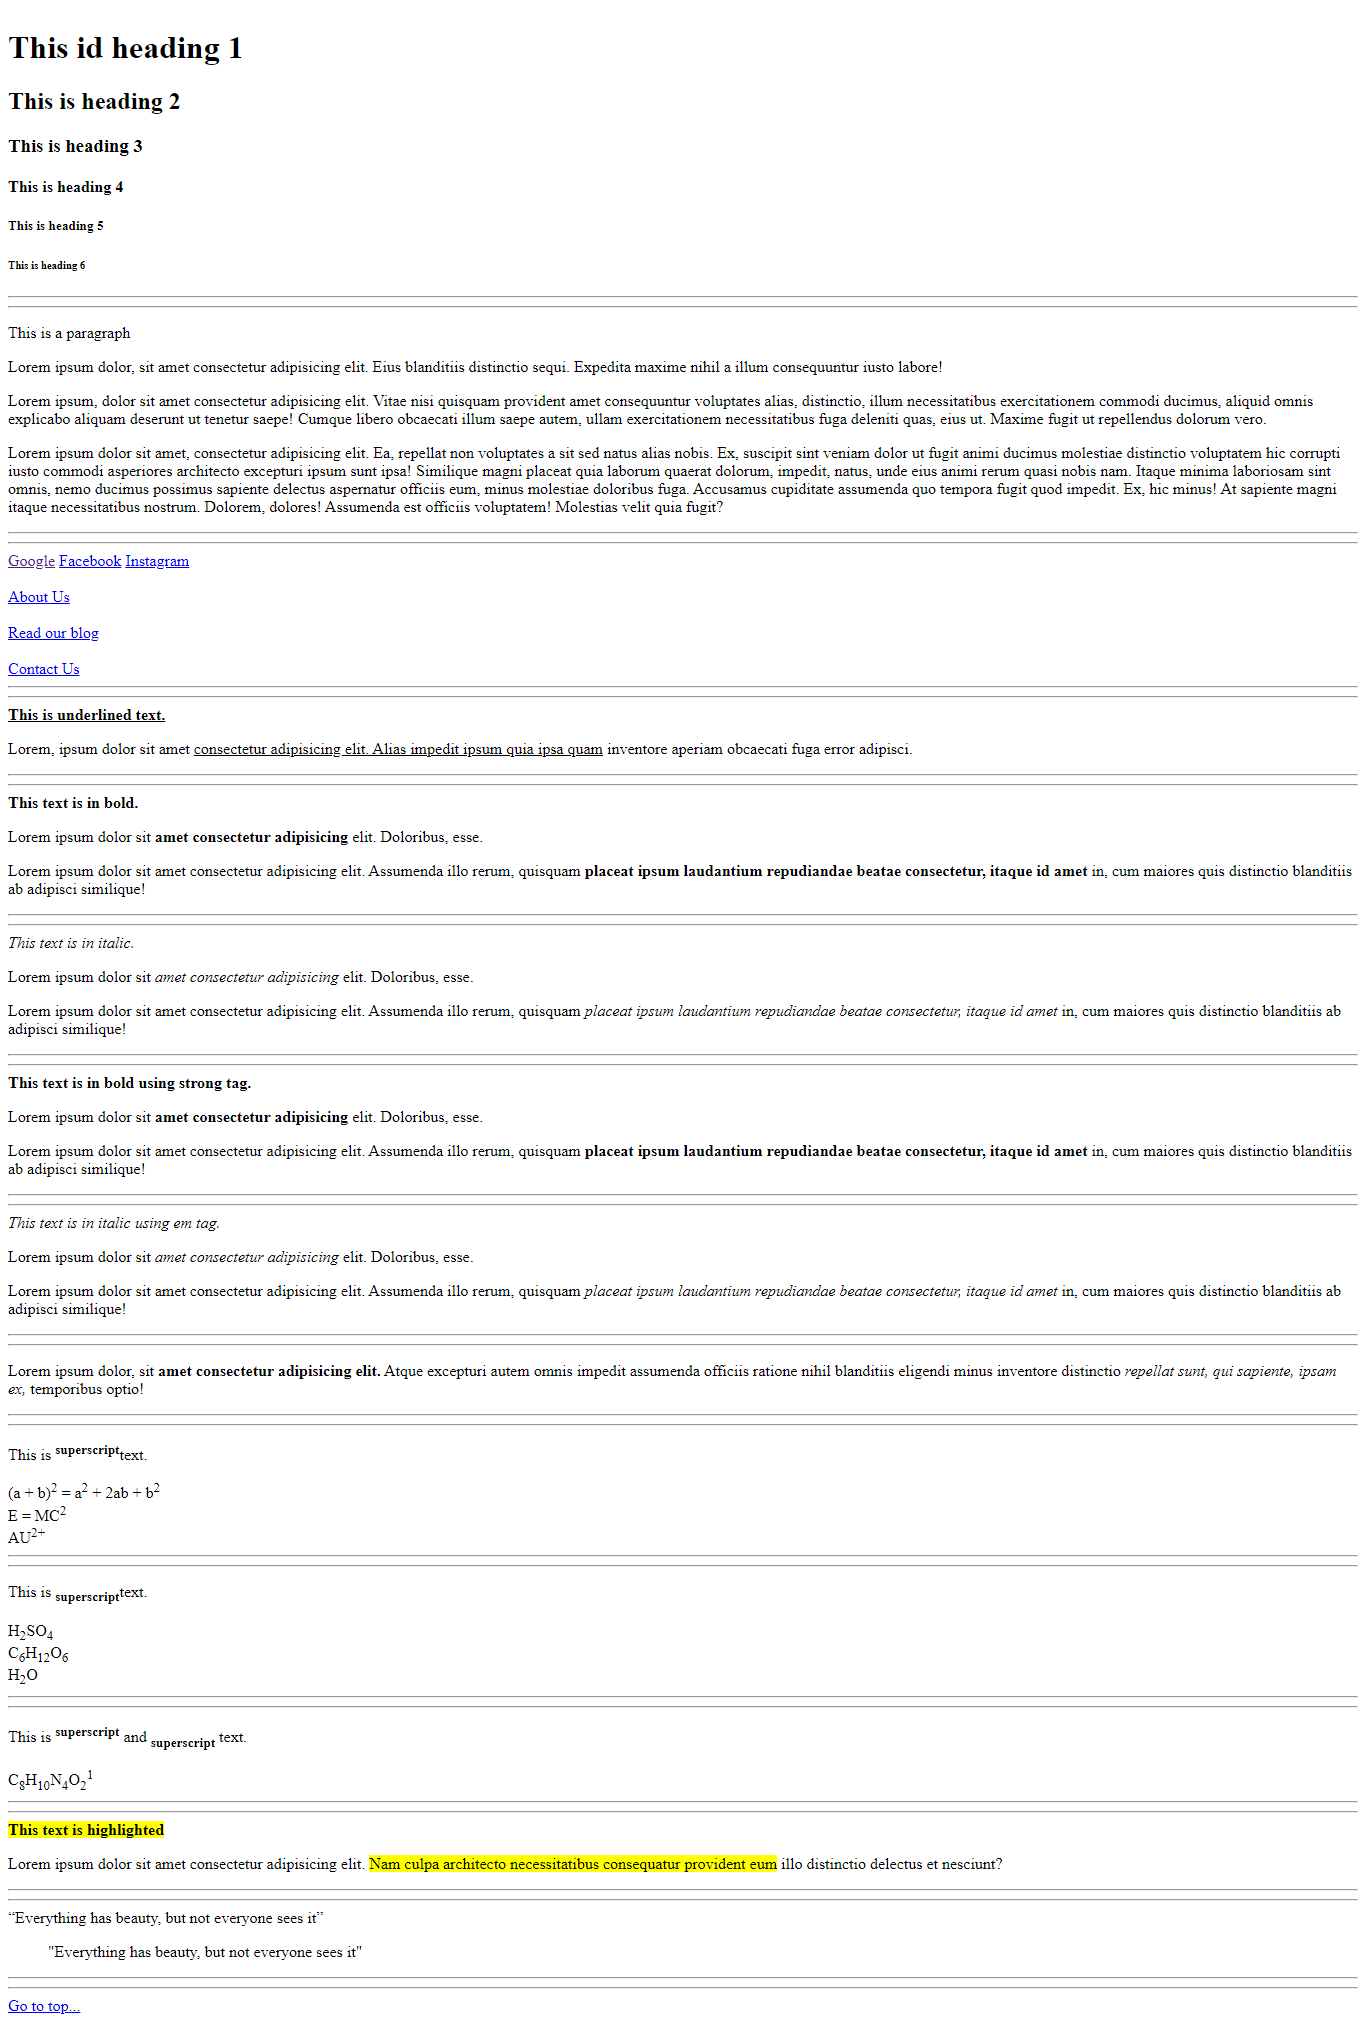 This id heading 1
This is heading 2
This is heading 3
This is heading 4
This is heading 5
This is heading 6
This is a paragraph
Lorem ipsum dolor, sit amet consectetur adipisicing elit. Eius blanditiis distinctio sequi. Expedita maxime nihil a illum consequuntur iusto labore!
Lorem ipsum, dolor sit amet consectetur adipisicing elit. Vitae nisi quisquam provident amet consequuntur voluptates alias, distinctio, illum necessitatibus exercitationem commodi ducimus, aliquid omnis
explicabo aliquam deserunt ut tenetur saepe! Cumque libero obcaecati illum saepe autem, ullam exercitationem necessitatibus fuga deleniti quas, eius ut. Maxime fugit ut repellendus dolorum vero.
Lorem ipsum dolor sit amet, consectetur adipisicing elit. Ea, repellat non voluptates a sit sed natus alias nobis. Ex, suscipit sint veniam dolor ut fugit animi ducimus molestiae distinctio voluptatem hic corrupti
iusto commodi asperiores architecto excepturi ipsum sunt ipsa! Similique magni placeat quia laborum quaerat dolorum, impedit, natus, unde eius animi rerum quasi nobis nam. Itaque minima laboriosam sint
omnis, nemo ducimus possimus sapiente delectus aspernatur officiis eum, minus molestiae doloribus fuga. Accusamus cupiditate assumenda quo tempora fugit quod impedit. Ex, hic minus! At sapiente magni
itaque necessitatibus nostrum. Dolorem, dolores! Assumenda est officiis voluptatem! Molestias velit quia fugit?
Google Facebook Instagram
About Us
Read our blog
Contact Us
This is underlined text.
Lorem, ipsum dolor sit amet consectetur adipisicing elit. Alias impedit ipsum quia ipsa quam inventore aperiam obcaecati fuga error adipisci.
This text is in bold.
Lorem ipsum dolor sit amet consectetur adipisicing elit. Doloribus, esse.
Lorem ipsum dolor sit amet consectetur adipisicing elit. Assumenda illo rerum, quisquam placeat ipsum laudantium repudiandae beatae consectetur, itaque id amet in, cum maiores quis distinctio blanditiis
ab adipisci similique!
This text is in italic.
Lorem ipsum dolor sit amet consectetur adipisicing elit. Doloribus, esse.
Lorem ipsum dolor sit amet consectetur adipisicing elit. Assumenda illo rerum, quisquam placeat ipsum laudantium repudiandae beatae consectetur, itaque id amet in, cum maiores quis distinctio blanditiis ab
adipisci similique!
This text is in bold using strong tag.
Lorem ipsum dolor sit amet consectetur adipisicing elit. Doloribus, esse.
Lorem ipsum dolor sit amet consectetur adipisicing elit. Assumenda illo rerum, quisquam placeat ipsum laudantium repudiandae beatae consectetur, itaque id amet in, cum maiores quis distinctio blanditiis
ab adipisci similique!
This text is in italic using em tag.
Lorem ipsum dolor sit amet consectetur adipisicing elit. Doloribus, esse.
Lorem ipsum dolor sit amet consectetur adipisicing elit. Assumenda illo rerum, quisquam placeat ipsum laudantium repudiandae beatae consectetur, itaque id amet in, cum maiores quis distinctio blanditiis ab
adipisci similique!
Lorem ipsum dolor, sit amet consectetur adipisicing elit. Atque excepturi autem omnis impedit assumenda officiis ratione nihil blanditiis eligendi minus inventore distinctio repellat sunt, qui sapiente, ipsam
ex, temporibus optio!
This is superscripttext.
(a + b)² = a² + 2ab + b²
E = MC²
AU²⁺
This is superscripttext.
H₂SO₄
C₆H₁₂O₆
H₂O
This is superscript and superscript text.
C₈H₁₀N₄O₂¹
This text is highlighted
Lorem ipsum dolor sit amet consectetur adipisicing elit. Nam culpa architecto necessitatibus consequatur provident eum illo distinctio delectus et nesciunt?
“Everything has beauty, but not everyone sees it”
"Everything has beauty, but not everyone sees it"
Go to top...